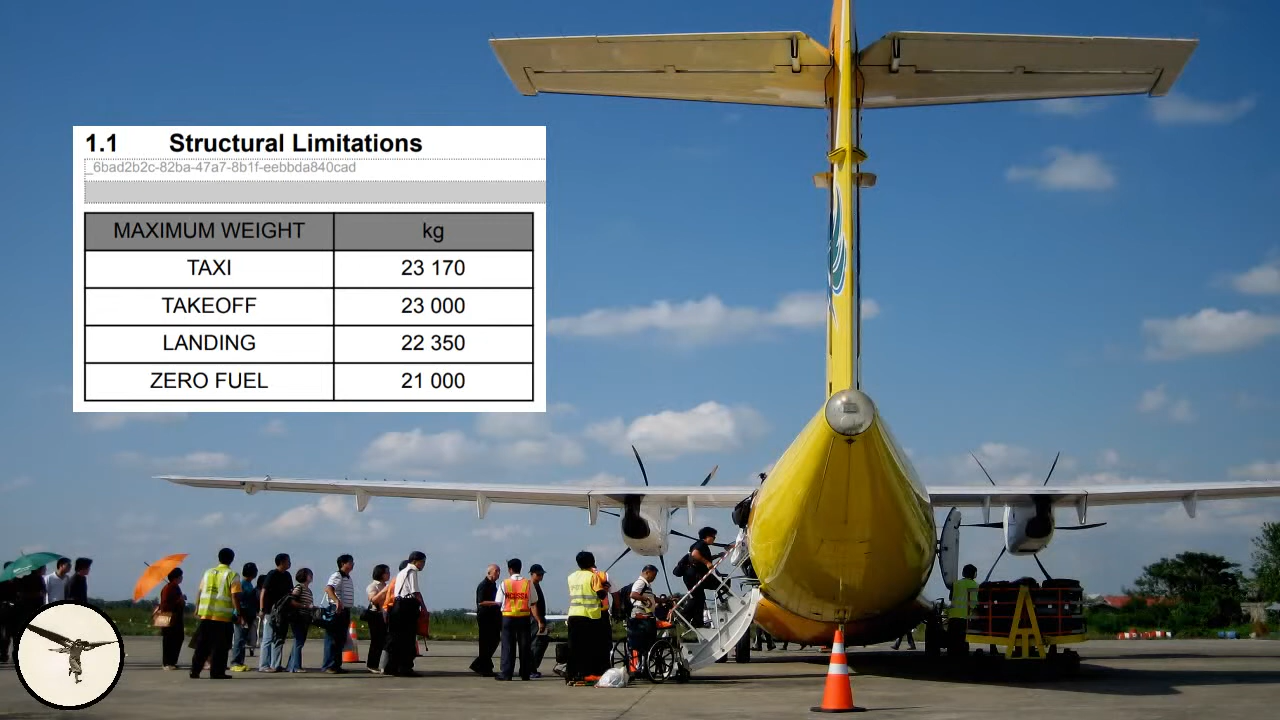 1.1 Structural Limitations
_6bad2b2c-82ba-47a7-8b1f-eebbda840cad
MAXIMUM WEIGHT kg
TAXI 23 170
TAKEOFF 23 000
LANDING 22 350
ZERO FUEL 21 000